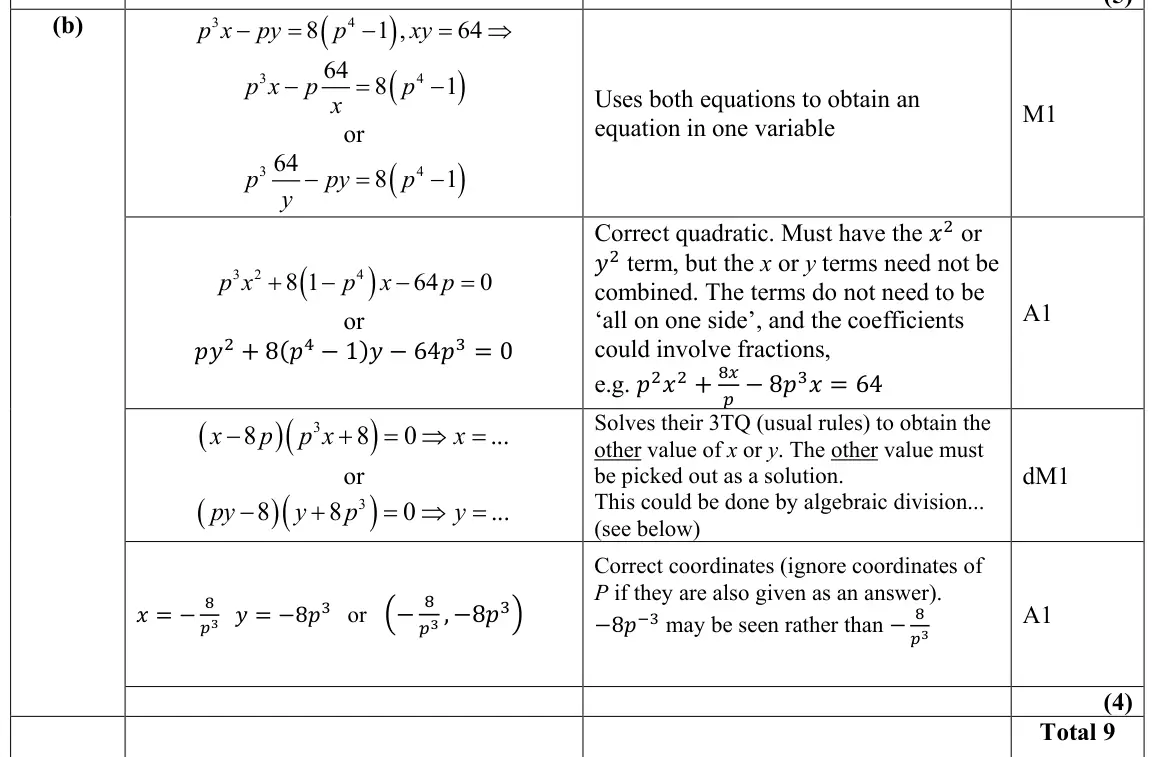 (5)
(b)
p³x − py = 8(p⁴ − 1), xy = 64 ⇒
p³x − p 64/x = 8(p⁴ − 1)
or
p³ 64/y − py = 8(p⁴ − 1)
Uses both equations to obtain an
equation in one variable
M1
p³x² + 8(1 − p⁴)x − 64p = 0
or
py² + 8(p⁴ − 1)y − 64p³ = 0
Correct quadratic. Must have the x² or
y² term, but the x or y terms need not be
combined. The terms do not need to be
‘all on one side’, and the coefficients
could involve fractions,
e.g. p²x² + 8x/p − 8p³x = 64
A1
(x − 8p)(p³x + 8) = 0 ⇒ x = ...
or
(py − 8)(y + 8p³) = 0 ⇒ y = ...
Solves their 3TQ (usual rules) to obtain the
other value of x or y. The other value must
be picked out as a solution.
This could be done by algebraic division...
(see below)
dM1
x = − 8/p³ y = −8p³ or (− 8/p³, −8p³)
Correct coordinates (ignore coordinates of
P if they are also given as an answer).
−8p⁻³ may be seen rather than − 8/p³
A1
(4)
Total 9